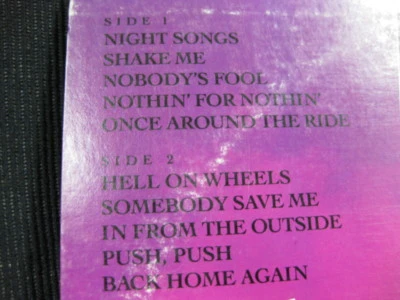 SIDE 1
NIGHT SONGS
SHAKE ME
NOBODY'S FOOL
NOTHIN' FOR NOTHIN'
ONCE AROUND THE RIDE
SIDE 2
HELL ON WHEELS
SOMEBODY SAVE ME
IN FROM THE OUTSIDE
PUSH, PUSH
BACK HOME AGAIN